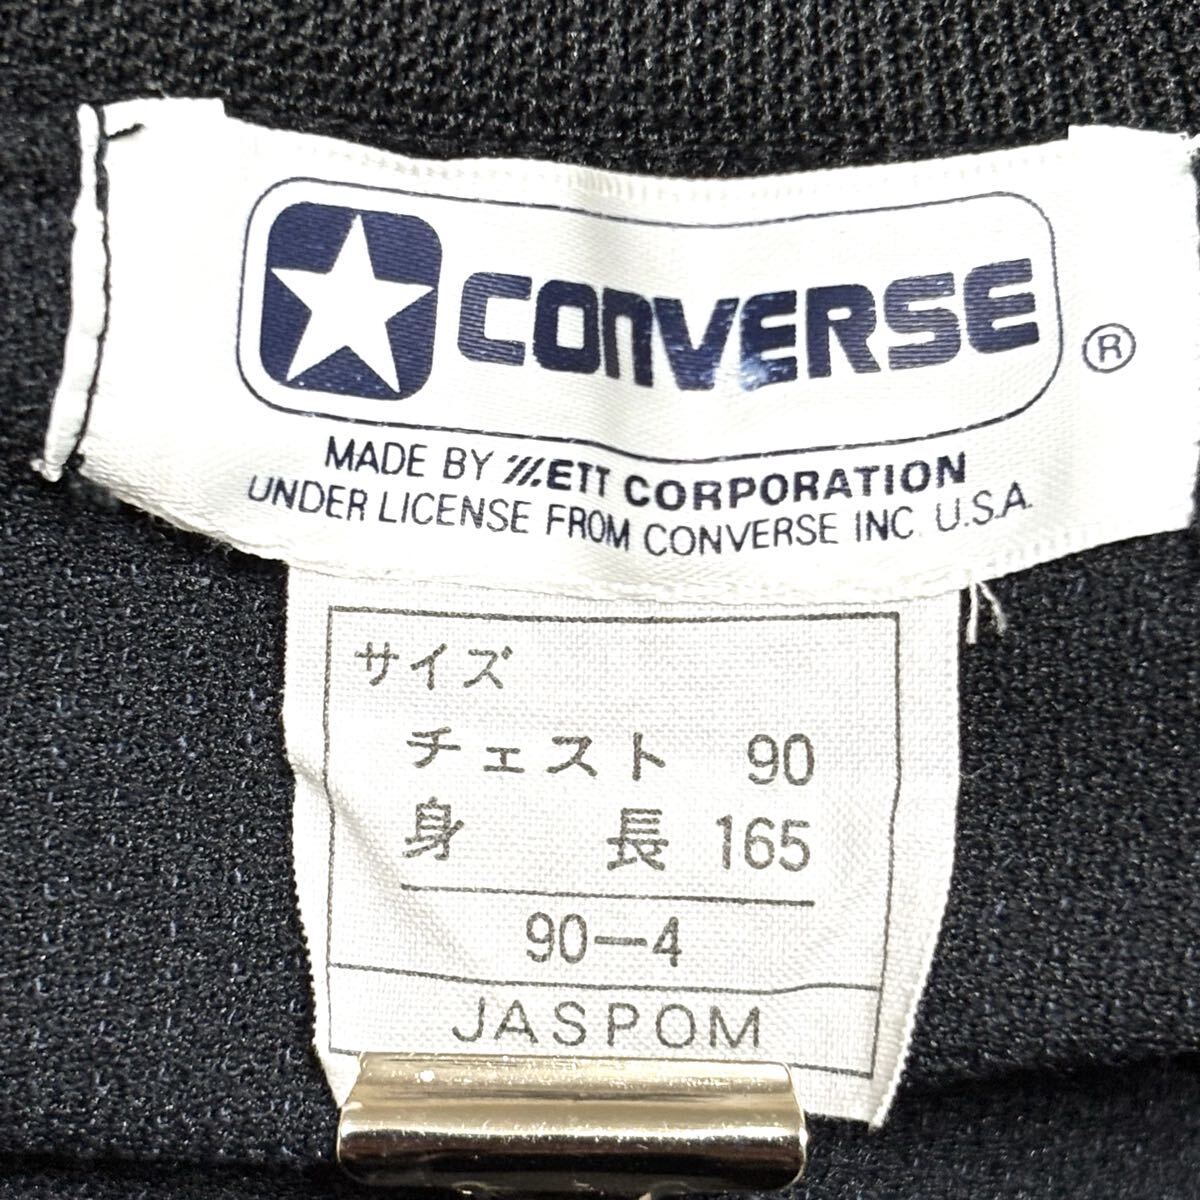 CONVERSE ®
MADE BY ZETT CORPORATION
UNDER LICENSE FROM CONVERSE INC. U.S.A.
サイズ
チェスト 90
身長 165
90-4
JASPOM